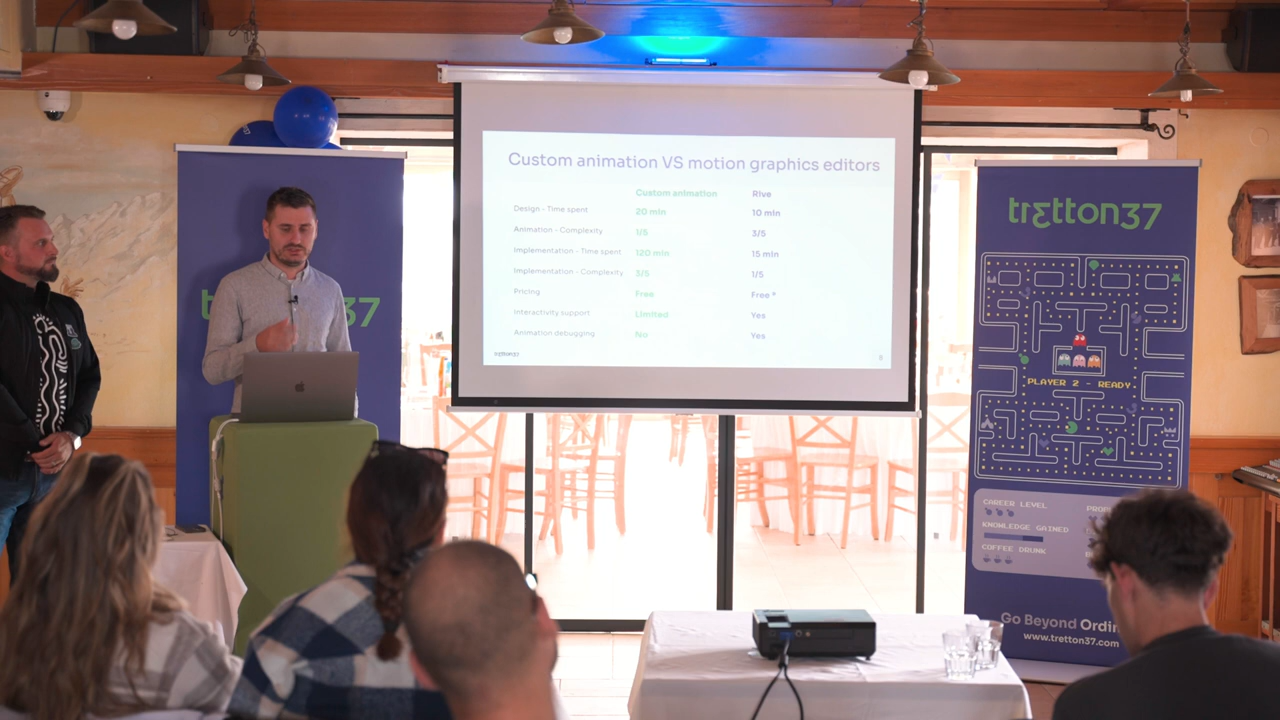 Custom animation VS motion graphics editors
Custom animation Rive
Design - Time spent 20 min 10 min
Animation - Complexity 1/5 3/5
Implementation - Time spent 120 min 15 min
Implementation - Complexity 5/5 1/5
Pricing Free Free *
Interactivity support Limited Yes
Animation debugging No Yes
TRETTON37
8
37
tretton37
PLAYER 2 - READY
CAREER LEVEL
KNOWLEDGE GAINED
COFFEE DRUNK
Go Beyond
www.tretton37.com